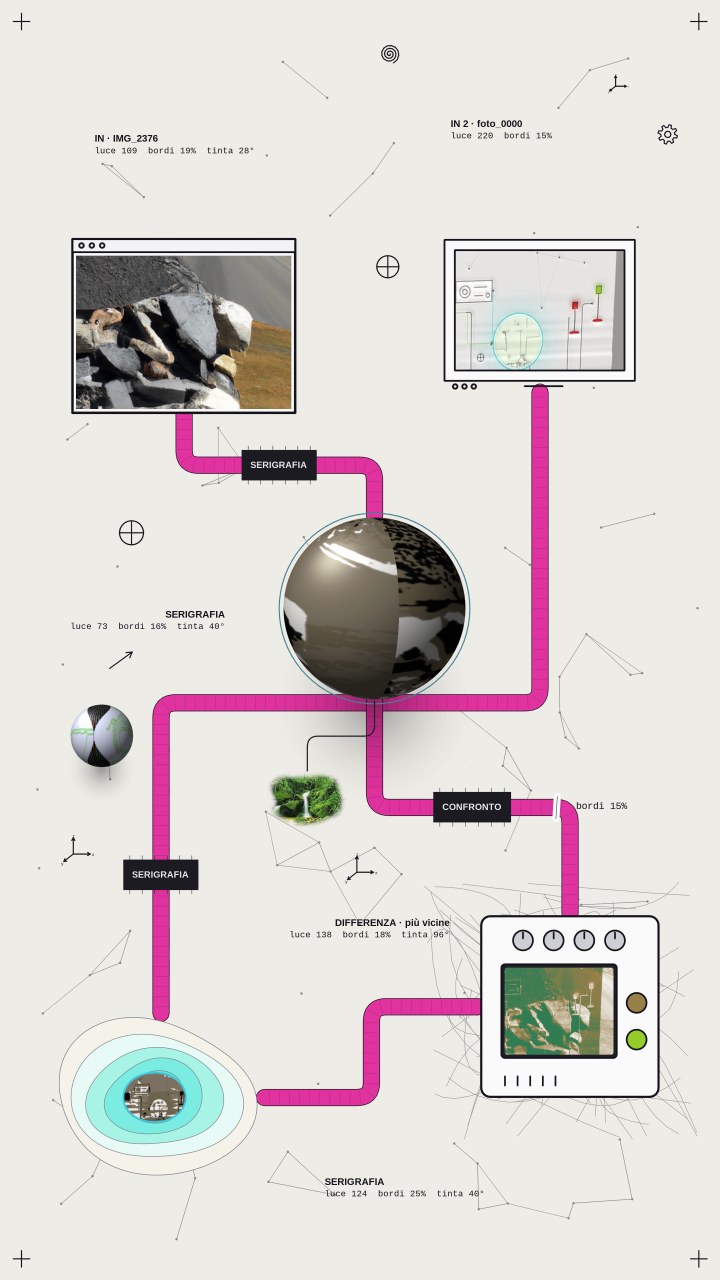 IN · IMG_2376
luce 109 bordi 19% tinta 28°
IN 2 · foto_0000
luce 220 bordi 15%
SERIGRAFIA
SERIGRAFIA
luce 73 bordi 16% tinta 40°
CONFRONTO
bordi 15%
SERIGRAFIA
DIFFERENZA · più vicine
luce 138 bordi 18% tinta 96°
SERIGRAFIA
luce 124 bordi 25% tinta 40°